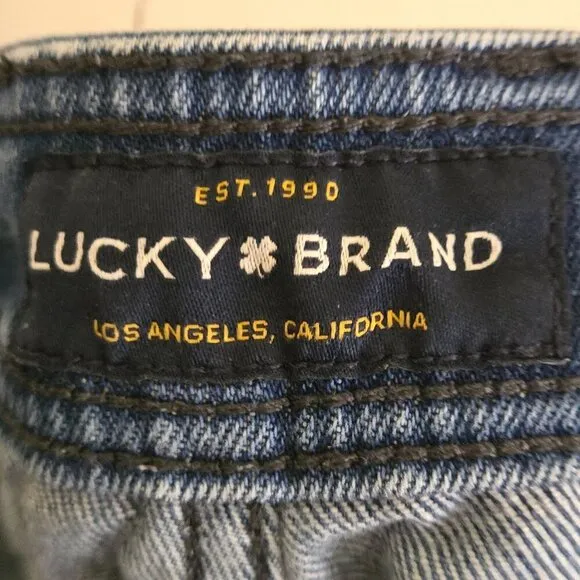 EST. 1990
LUCKY BRAND
LOS ANGELES, CALIFORNIA